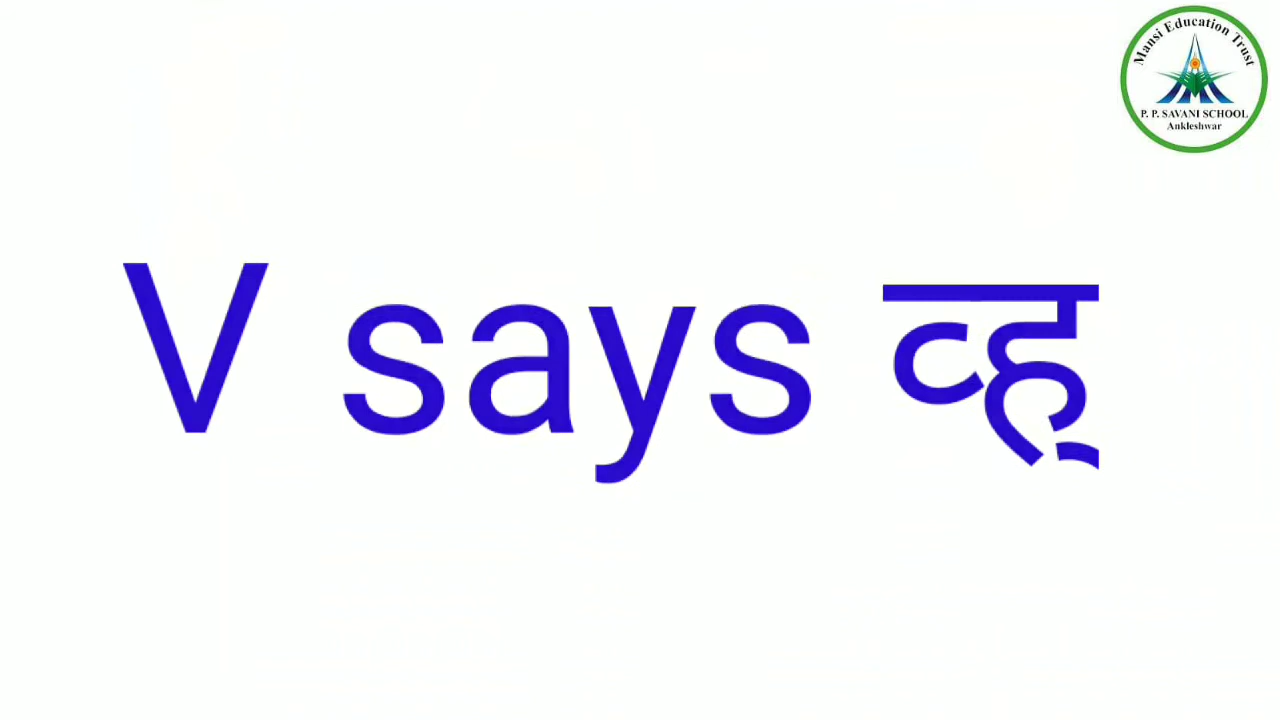 Mansi Education Trust
P. P. SAVANI SCHOOL
Ankleshwar
V says व्ह्